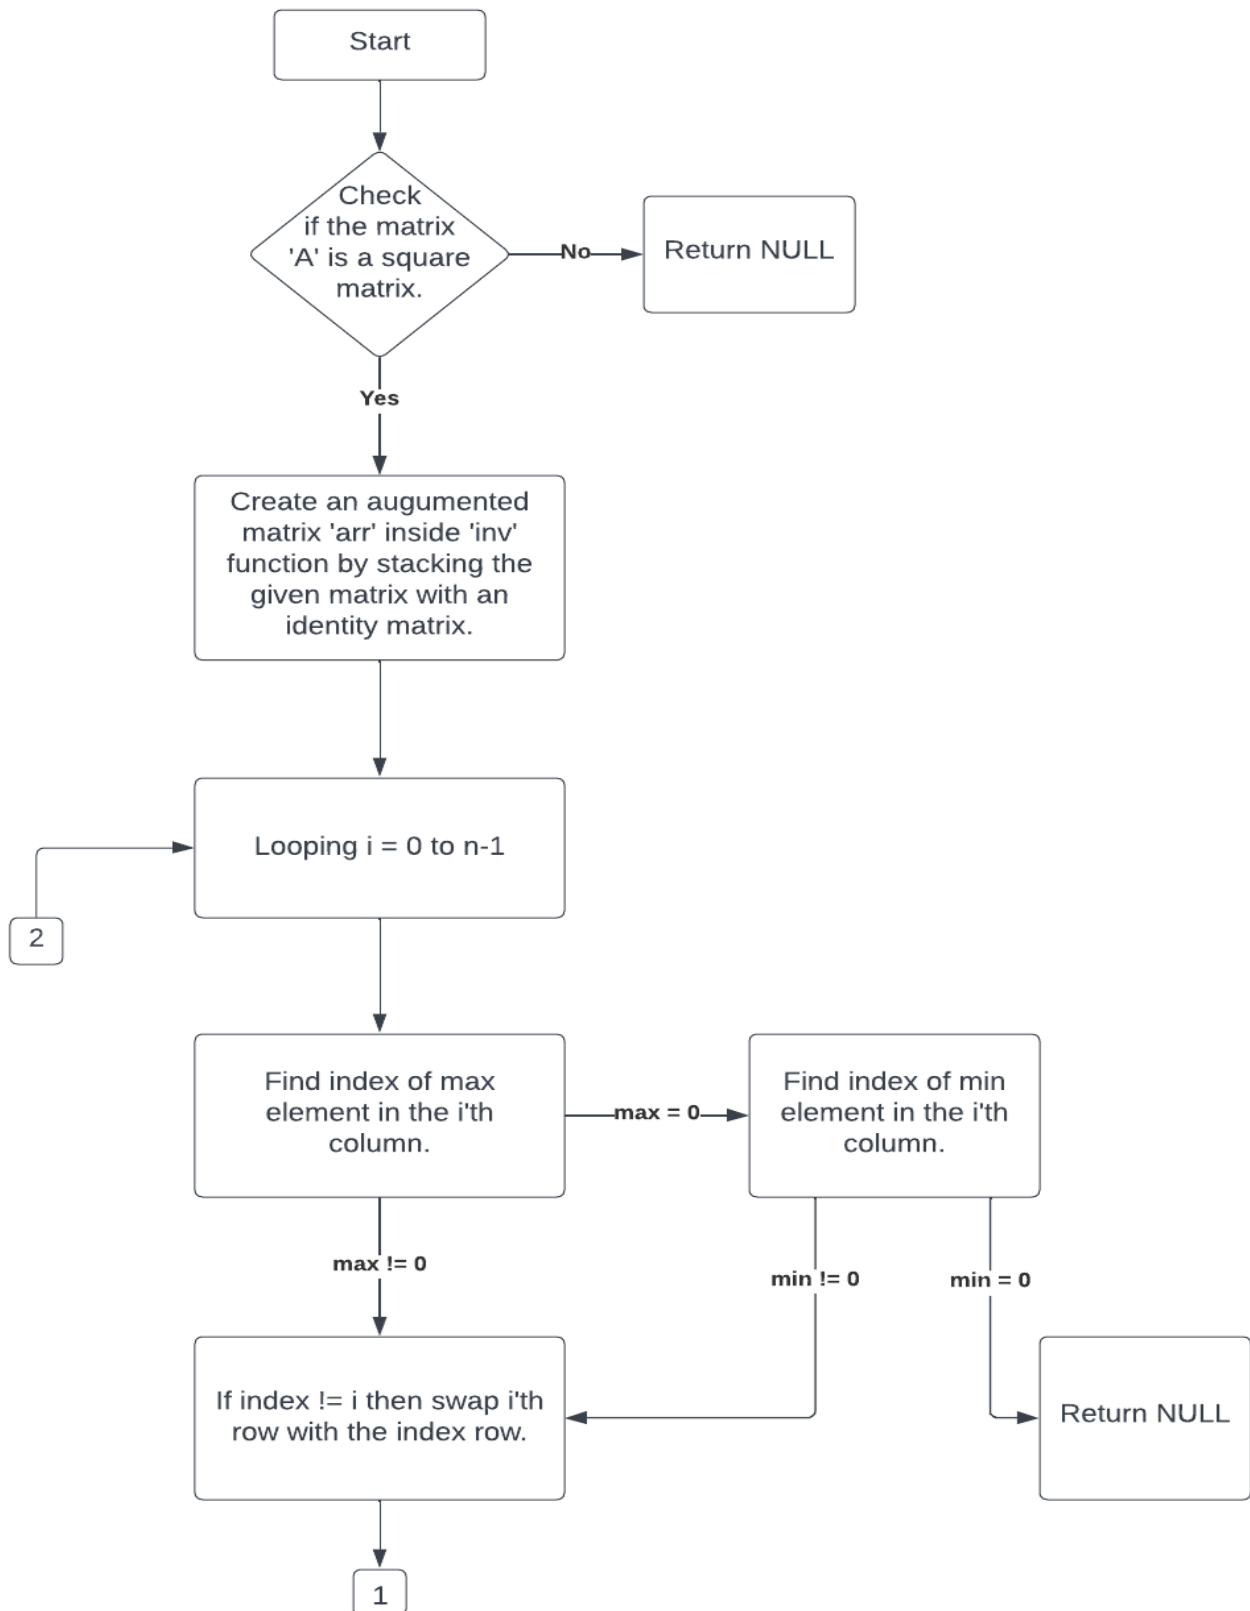 Start
Check
if the matrix
'A' is a square
matrix.
No
Return NULL
Yes
Create an augumented
matrix 'arr' inside 'inv'
function by stacking the
given matrix with an
identity matrix.
Looping i = 0 to n-1
2
Find index of max
element in the i'th
column.
max = 0
Find index of min
element in the i'th
column.
max != 0
min != 0
min = 0
If index != i then swap i'th
row with the index row.
Return NULL
1